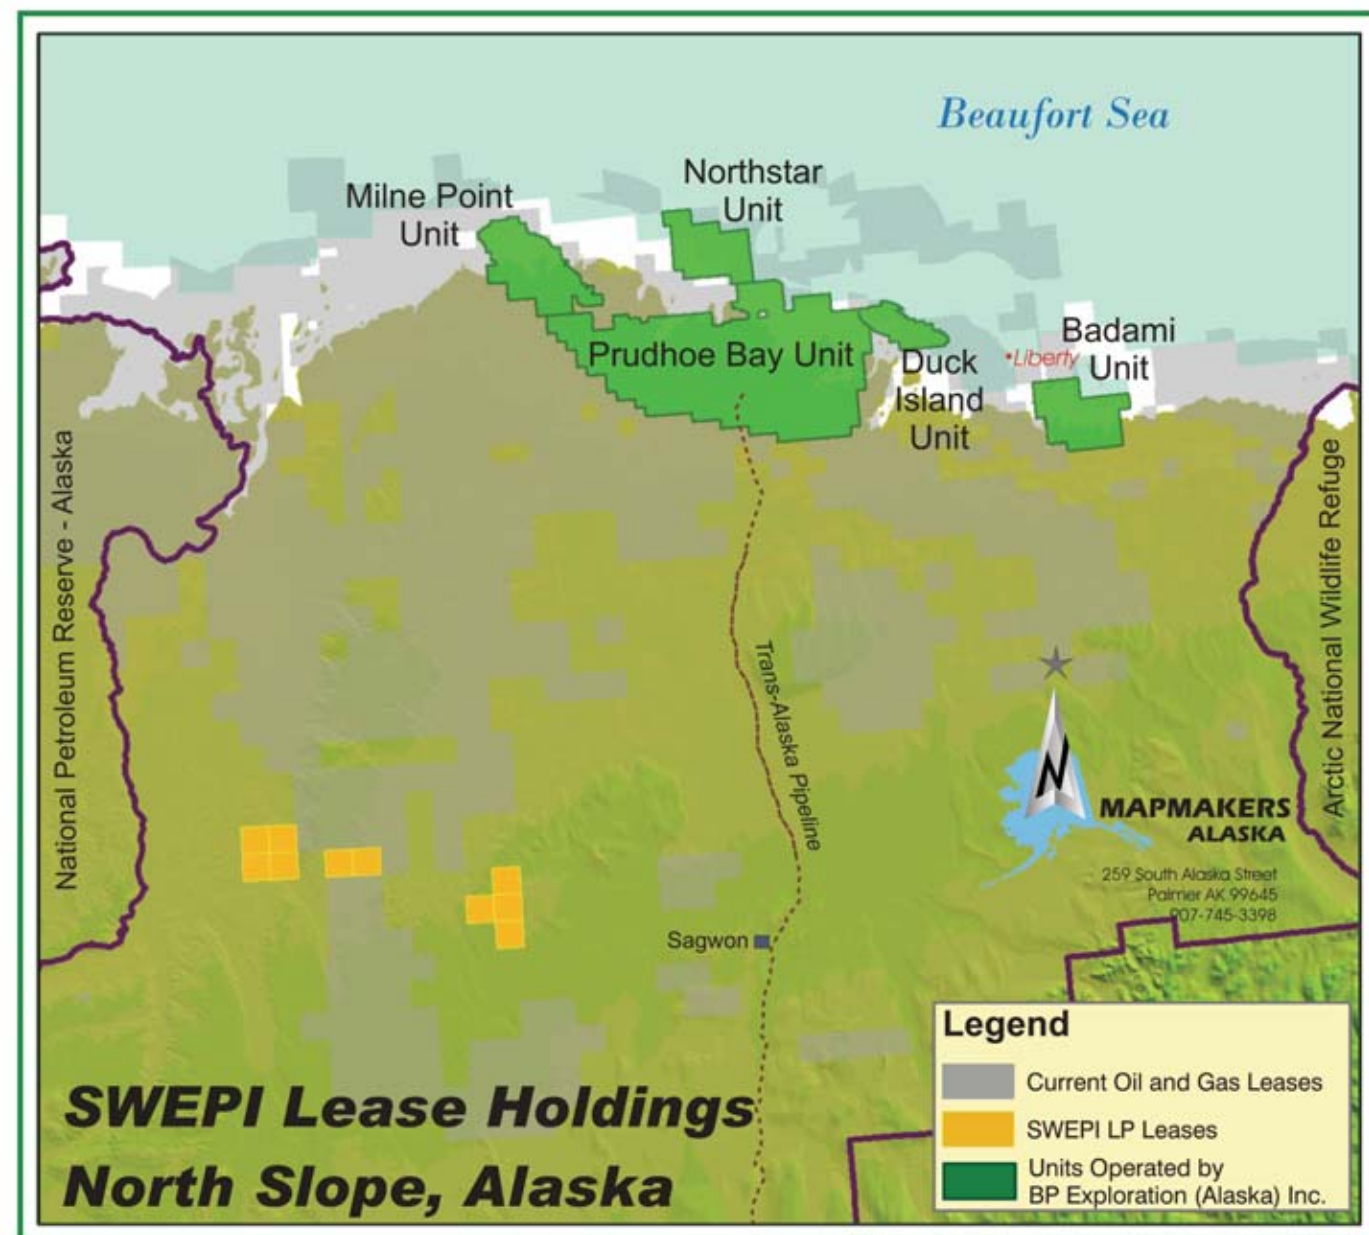 Beaufort Sea
Northstar
Unit
Milne Point
Unit
Prudhoe Bay Unit
Duck
Island
Unit
•Liberty
Badami
Unit
National Petroleum Reserve - Alaska
Arctic National Wildlife Refuge
Trans-Alaska Pipeline
N
MAPMAKERS
ALASKA
259 South Alaska Street
Palmer AK 99645
907-745-3398
Sagwon
SWEPI Lease Holdings
North Slope, Alaska
Legend
Current Oil and Gas Leases
SWEPI LP Leases
Units Operated by
BP Exploration (Alaska) Inc.